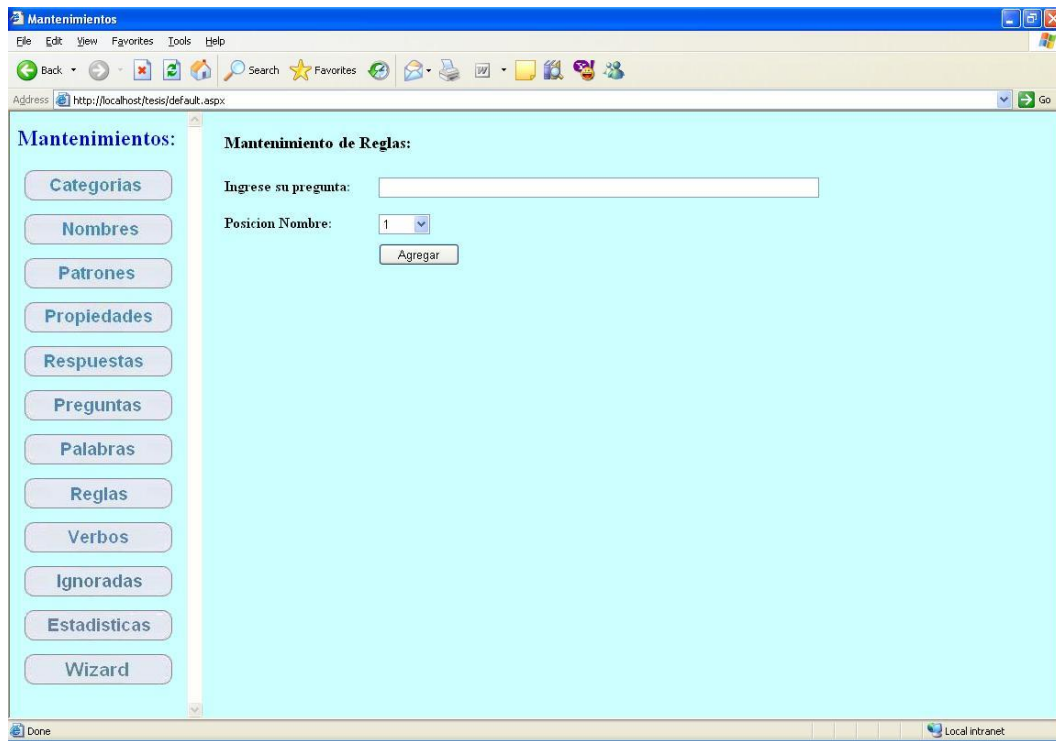 Mantenimientos
File Edit View Favorites Tools Help
Back Search Favorites
Address http://localhost/tesis/default.aspx Go
Mantenimientos:
Categorias
Nombres
Patrones
Propiedades
Respuestas
Preguntas
Palabras
Reglas
Verbos
Ignoradas
Estadisticas
Wizard
Mantenimiento de Reglas:
Ingrese su pregunta:
Posicion Nombre: 1
Agregar
Done Local intranet